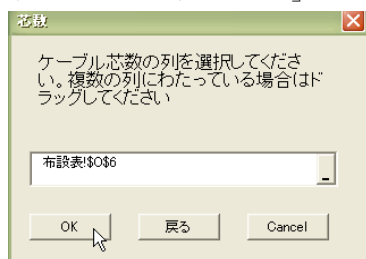 芯数
ケーブル芯数の列を選択してくださ
い。複数の列にわたっている場合はド
ラッグしてください
布設表!$O$6
OK
戻る
Cancel